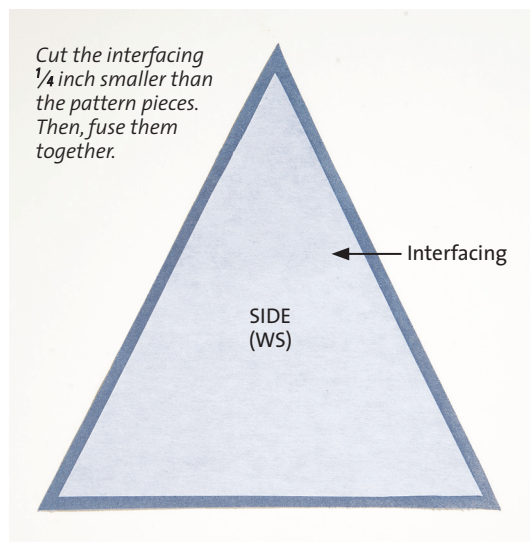 Cut the interfacing
¼ inch smaller than
the pattern pieces.
Then, fuse them
together.
Interfacing
SIDE
(WS)